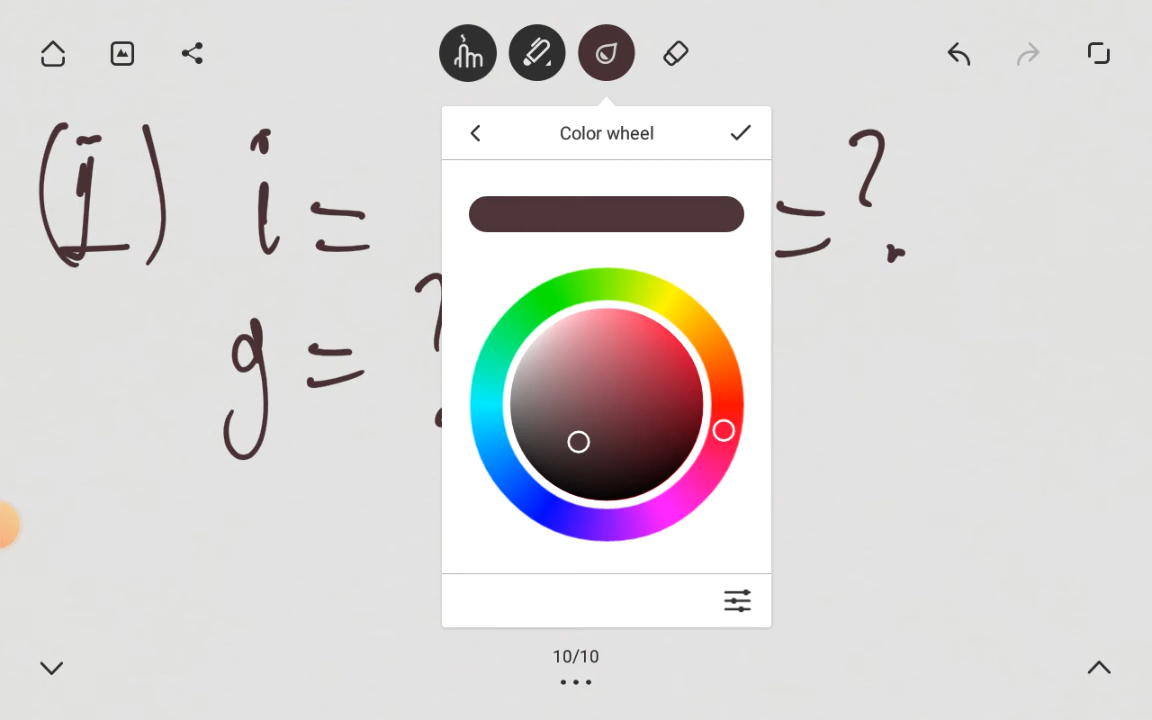 Color wheel
(1) i = = ?
g = ?
10/10